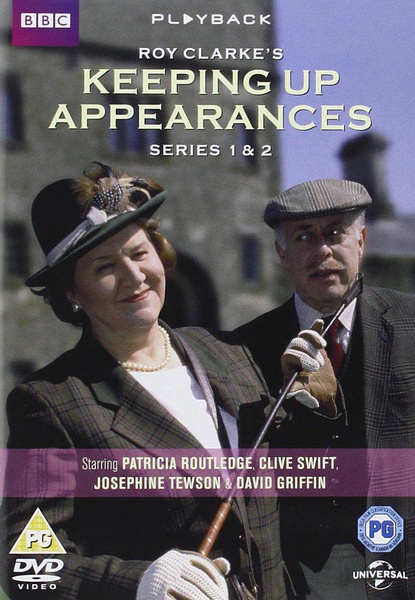 BBC
PLAYBACK
ROY CLARKE'S
KEEPING UP
APPEARANCES
SERIES 1 & 2
Starring PATRICIA ROUTLEDGE, CLIVE SWIFT,
JOSEPHINE TEWSON & DAVID GRIFFIN
PG
PG
DVD
VIDEO
UNIVERSAL